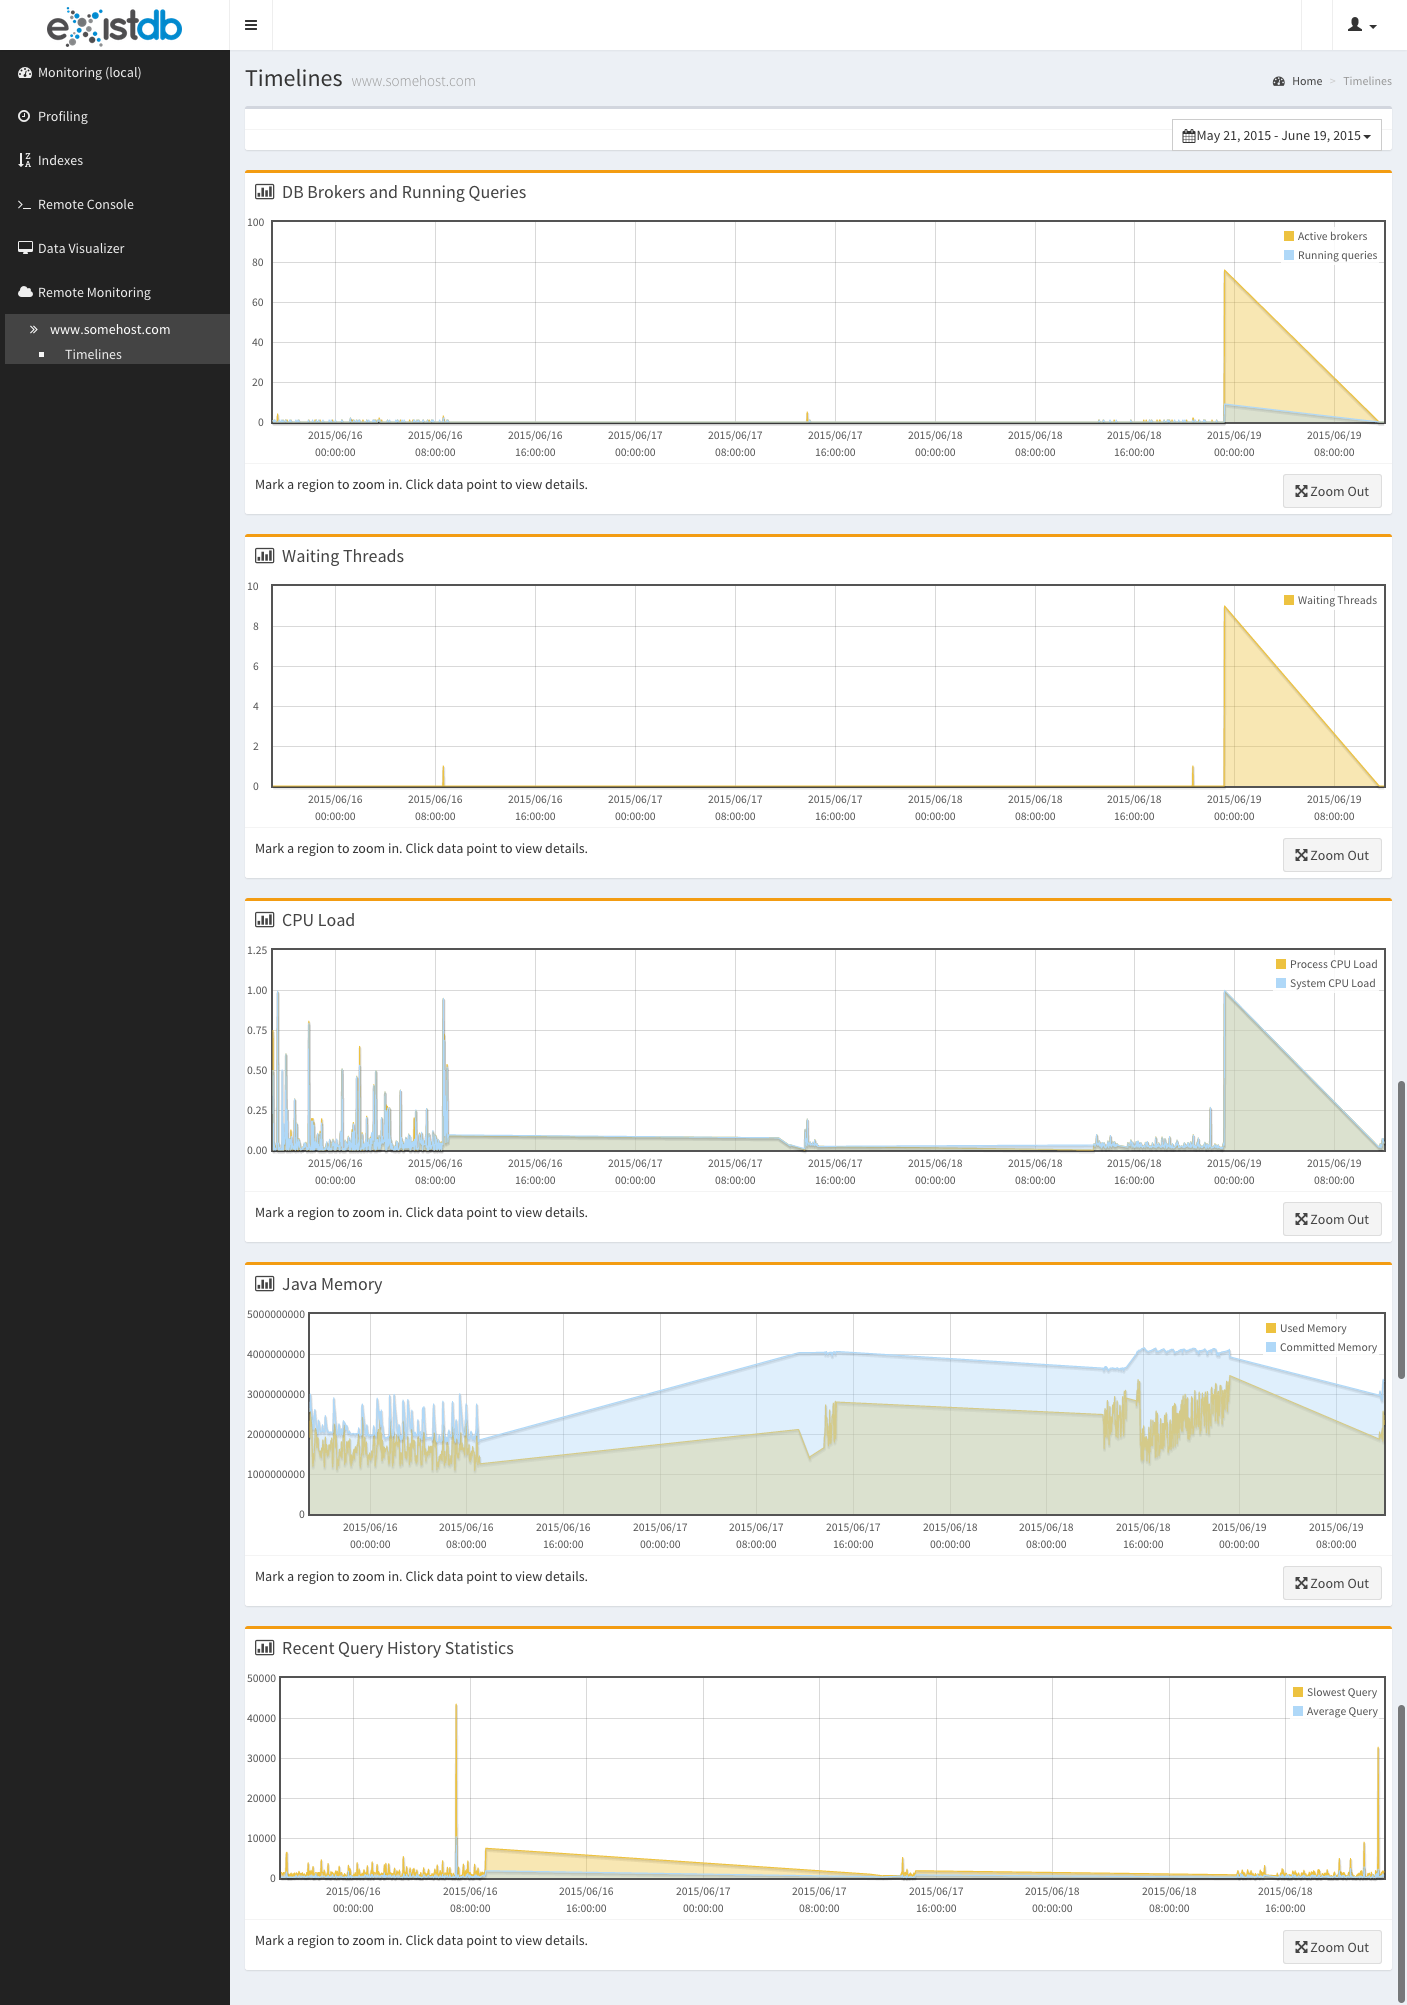 existdb
Monitoring (local)
Profiling
Indexes
Remote Console
Data Visualizer
Remote Monitoring
www.somehost.com
Timelines
Timelines www.somehost.com
Home > Timelines
May 21, 2015 - June 19, 2015
DB Brokers and Running Queries
100
80
60
40
20
0
Active brokers
Running queries
2015/06/16 2015/06/16 2015/06/16 2015/06/17 2015/06/17 2015/06/17 2015/06/18 2015/06/18 2015/06/18 2015/06/19 2015/06/19
00:00:00 08:00:00 16:00:00 00:00:00 08:00:00 16:00:00 00:00:00 08:00:00 16:00:00 00:00:00 08:00:00
Mark a region to zoom in. Click data point to view details.
Zoom Out
Waiting Threads
10
8
6
4
2
0
Waiting Threads
2015/06/16 2015/06/16 2015/06/16 2015/06/17 2015/06/17 2015/06/17 2015/06/18 2015/06/18 2015/06/18 2015/06/19 2015/06/19
00:00:00 08:00:00 16:00:00 00:00:00 08:00:00 16:00:00 00:00:00 08:00:00 16:00:00 00:00:00 08:00:00
Mark a region to zoom in. Click data point to view details.
Zoom Out
CPU Load
1.25
1.00
0.75
0.50
0.25
0.00
Process CPU Load
System CPU Load
2015/06/16 2015/06/16 2015/06/16 2015/06/17 2015/06/17 2015/06/17 2015/06/18 2015/06/18 2015/06/18 2015/06/19 2015/06/19
00:00:00 08:00:00 16:00:00 00:00:00 08:00:00 16:00:00 00:00:00 08:00:00 16:00:00 00:00:00 08:00:00
Mark a region to zoom in. Click data point to view details.
Zoom Out
Java Memory
5000000000
4000000000
3000000000
2000000000
1000000000
0
Used Memory
Committed Memory
2015/06/16 2015/06/16 2015/06/16 2015/06/17 2015/06/17 2015/06/17 2015/06/18 2015/06/18 2015/06/18 2015/06/19 2015/06/19
00:00:00 08:00:00 16:00:00 00:00:00 08:00:00 16:00:00 00:00:00 08:00:00 16:00:00 00:00:00 08:00:00
Mark a region to zoom in. Click data point to view details.
Zoom Out
Recent Query History Statistics
50000
40000
30000
20000
10000
0
Slowest Query
Average Query
2015/06/16 2015/06/16 2015/06/16 2015/06/17 2015/06/17 2015/06/17 2015/06/18 2015/06/18 2015/06/18
00:00:00 08:00:00 16:00:00 00:00:00 08:00:00 16:00:00 00:00:00 08:00:00 16:00:00
Mark a region to zoom in. Click data point to view details.
Zoom Out